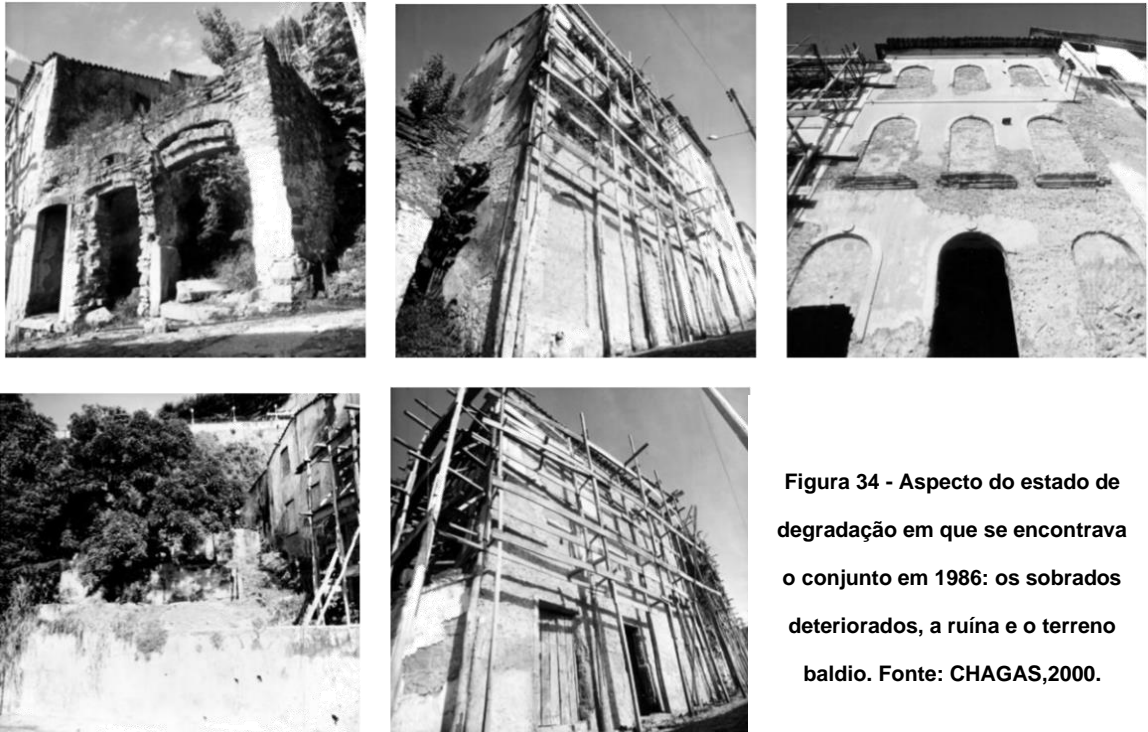 Figura 34 - Aspecto do estado de
degradação em que se encontrava
o conjunto em 1986: os sobrados
deteriorados, a ruína e o terreno
baldio. Fonte: CHAGAS,2000.